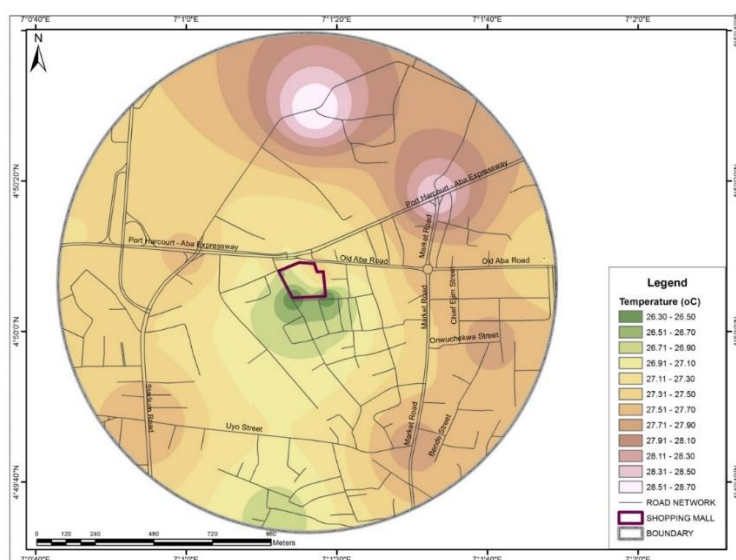 7°0'40"E 7°1'0"E 7°1'20"E 7°1'40"E 7°2'0"E
N
4°50'20"N
Port Harcourt - Aba Expressway
Market Road
Port Harcourt - Aba Expressway
Old Aba Road
Old Aba Road
Market Road
Chief Ejim Street
4°50'0"N
Onwuchekwa Street
Stadium Road
Uyo Street
Market Road
Bende Street
4°49'40"N
0 60 120 240 480 720 960
Meters
7°0'40"E 7°1'0"E 7°1'20"E 7°1'40"E 7°2'0"E
Legend
Temperature (oC)
26.30 - 26.50
26.51 - 26.70
26.71 - 26.90
26.91 - 27.10
27.11 - 27.30
27.31 - 27.50
27.51 - 27.70
27.71 - 27.90
27.91 - 28.10
28.11 - 28.30
28.31 - 28.50
28.51 - 28.70
ROAD NETWORK
SHOPPING MALL
BOUNDARY